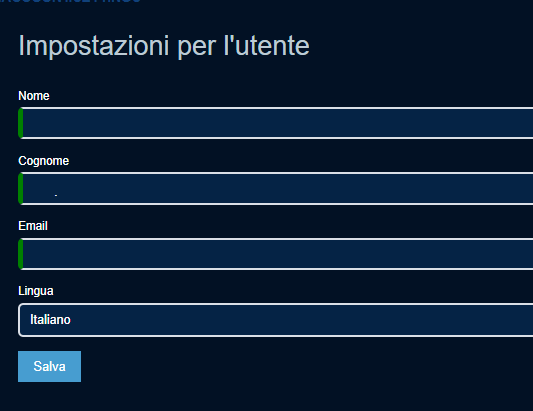 Impostazioni per l'utente
Nome
Cognome
.
Email
Lingua
Italiano
Salva